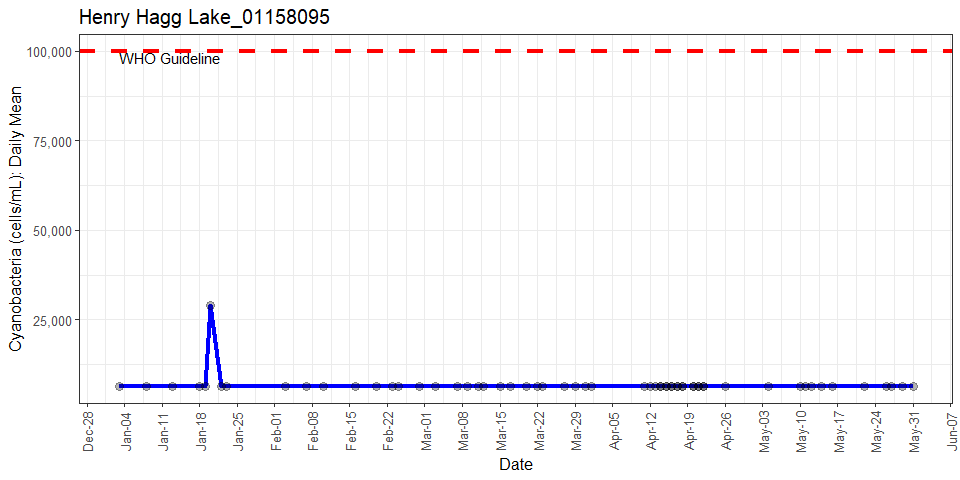 Henry Hagg Lake_01158095
Cyanobacteria (cells/mL): Daily Mean
100,000
WHO Guideline
75,000
50,000
25,000
Dec-28
Jan-04
Jan-11
Jan-18
Jan-25
Feb-01
Feb-08
Feb-15
Feb-22
Mar-01
Mar-08
Mar-15
Mar-22
Mar-29
Apr-05
Apr-12
Apr-19
Apr-26
May-03
May-10
May-17
May-24
May-31
Jun-07
Date